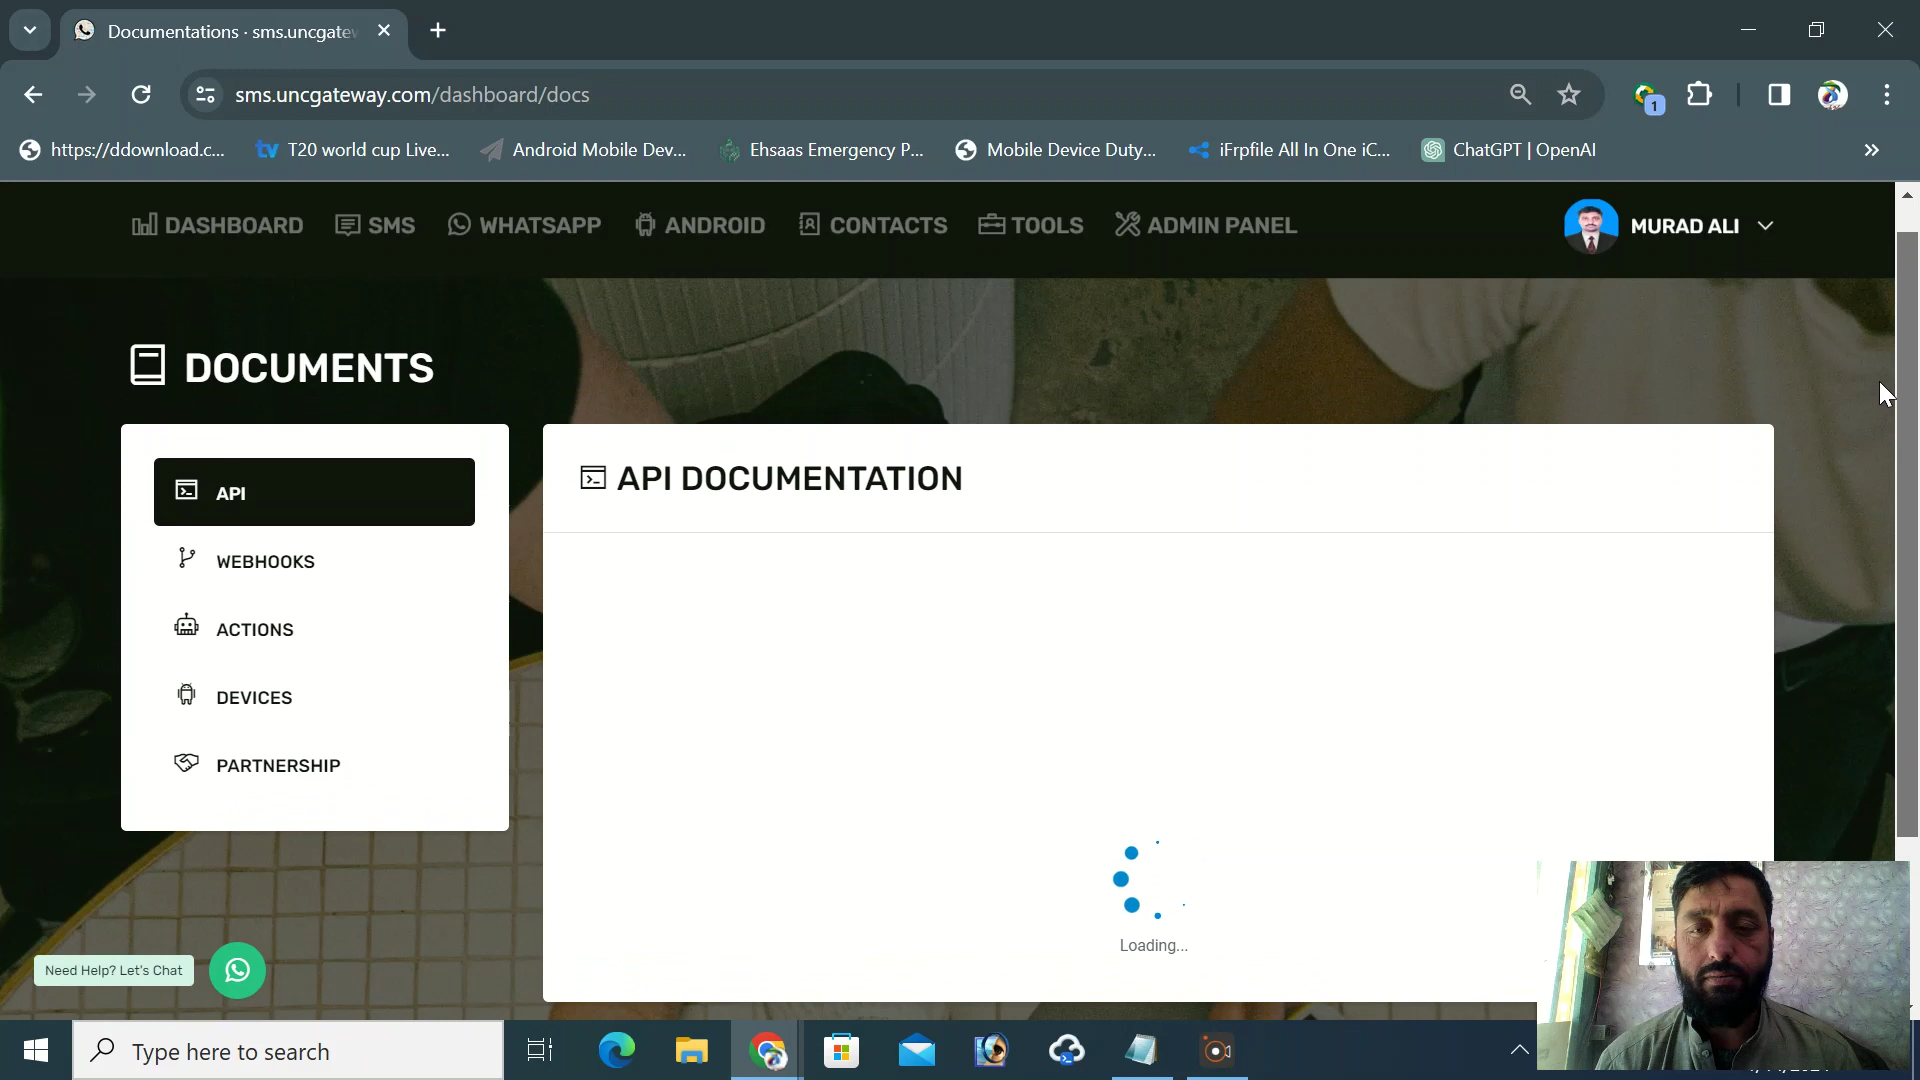 Documentations · sms.uncgatew
sms.uncgateway.com/dashboard/docs
1
https://ddownload.c...
T20 world cup Live...
Android Mobile Dev...
Ehsaas Emergency P...
Mobile Device Duty...
iFrpfile All In One iC...
ChatGPT | OpenAI
DASHBOARD
SMS
WHATSAPP
ANDROID
CONTACTS
TOOLS
ADMIN PANEL
MURAD ALI
DOCUMENTS
API
WEBHOOKS
ACTIONS
DEVICES
PARTNERSHIP
API DOCUMENTATION
Loading...
Need Help? Let's Chat
Type here to search